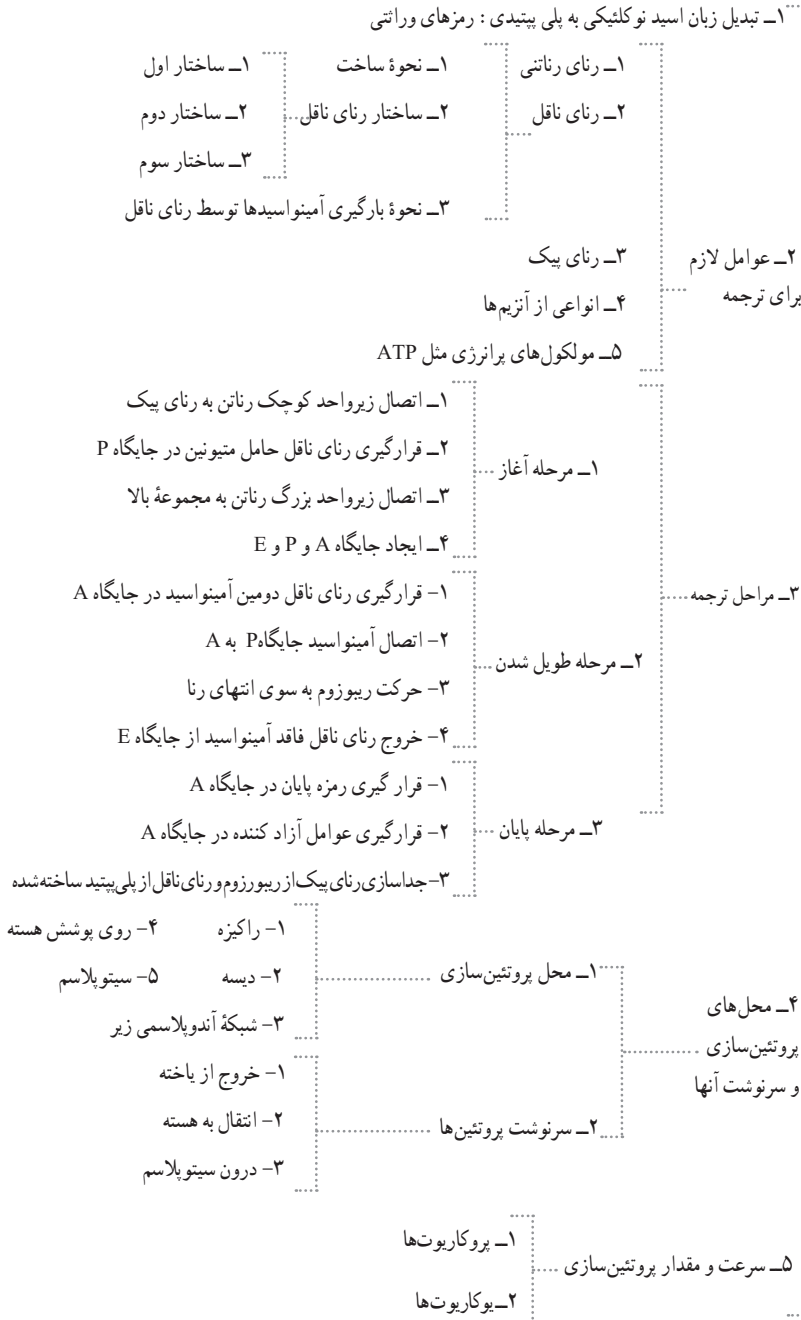 ۱ــ تبدیل زبان اسید نوکلئیکی به پلی پپتیدی : رمزهای وراثتی
۲ــ عوامل لازم
برای ترجمه
۱ــ رنای رناتنی
۲ــ رنای ناقل
۱ــ نحوۀ ساخت
۲ــ ساختار رنای ناقل
۱ــ ساختار اول
۲ــ ساختار دوم
۳ــ ساختار سوم
۳ــ نحوۀ بارگیری آمینواسیدها توسط رنای ناقل
۳ــ رنای پیک
۴ــ انواعی از آنزیم‌ها
۵ــ مولکول‌های پرانرژی مثل ATP
۳ــ مراحل ترجمه
۱ــ مرحله آغاز
۱ــ اتصال زیرواحد کوچک رناتن به رنای پیک
۲ــ قرارگیری رنای ناقل حامل متیونین در جایگاه P
۳ــ اتصال زیرواحد بزرگ رناتن به مجموعۀ بالا
۴ــ ایجاد جایگاه A و P و E
۲ــ مرحله طویل شدن
۱- قرارگیری رنای ناقل دومین آمینواسید در جایگاه A
۲- اتصال آمینواسید جایگاهP به A
۳- حرکت ریبوزوم به سوی انتهای رنا
۴- خروج رنای ناقل فاقد آمینواسید از جایگاه E
۳ــ مرحله پایان
۱- قرار گیری رمزه پایان در جایگاه A
۲- قرارگیری عوامل آزاد کننده در جایگاه A
۳-جداسازی رنای پیک از ریبورزوم و رنای ناقل از پلی پپتید ساخته‌شده
۴ــ محل‌های
پروتئین‌سازی
و سرنوشت آنها
۱ــ محل پروتئین‌سازی
۱- راکیزه
۲- دیسه
۳- شبکۀ آندوپلاسمی زیر
۴- روی پوشش هسته
۵- سیتوپلاسم
۲ــ سرنوشت پروتئین‌ها
۱- خروج از یاخته
۲- انتقال به هسته
۳- درون سیتوپلاسم
۵ــ سرعت و مقدار پروتئین‌سازی
۱ــ پروکاریوت‌ها
۲ــیوکاریوت‌ها